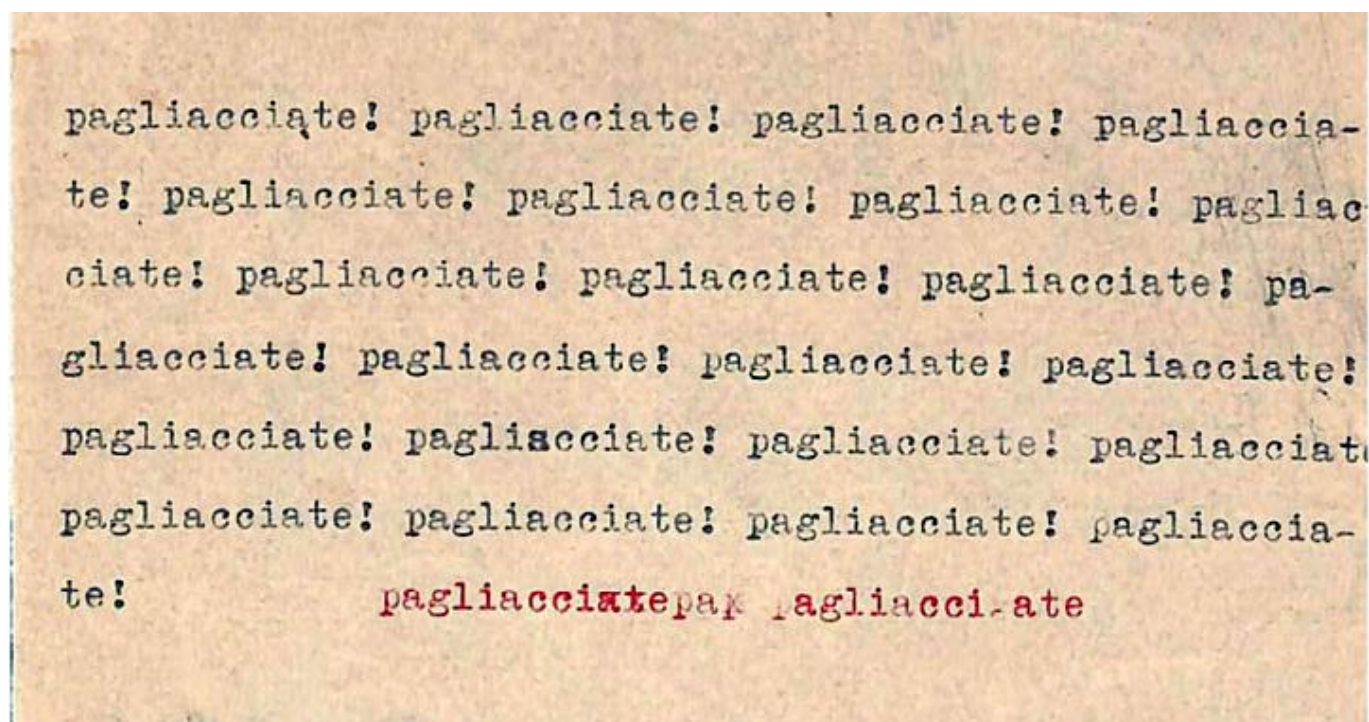 pagliacciate! pagliacciate! pagliacciate! pagliaccia-
te! pagliacciate! pagliacciate! pagliacciate! pagliac
ciate! pagliacciate! pagliacciate! pagliacciate! pa-
gliacciate! pagliacciate! pagliacciate! pagliacciate!
pagliacciate! pagliacciate! pagliacciate! pagliacciat
pagliacciate! pagliacciate! pagliacciate! pagliaccia-
te! pagliacciatepa agliacci-ate